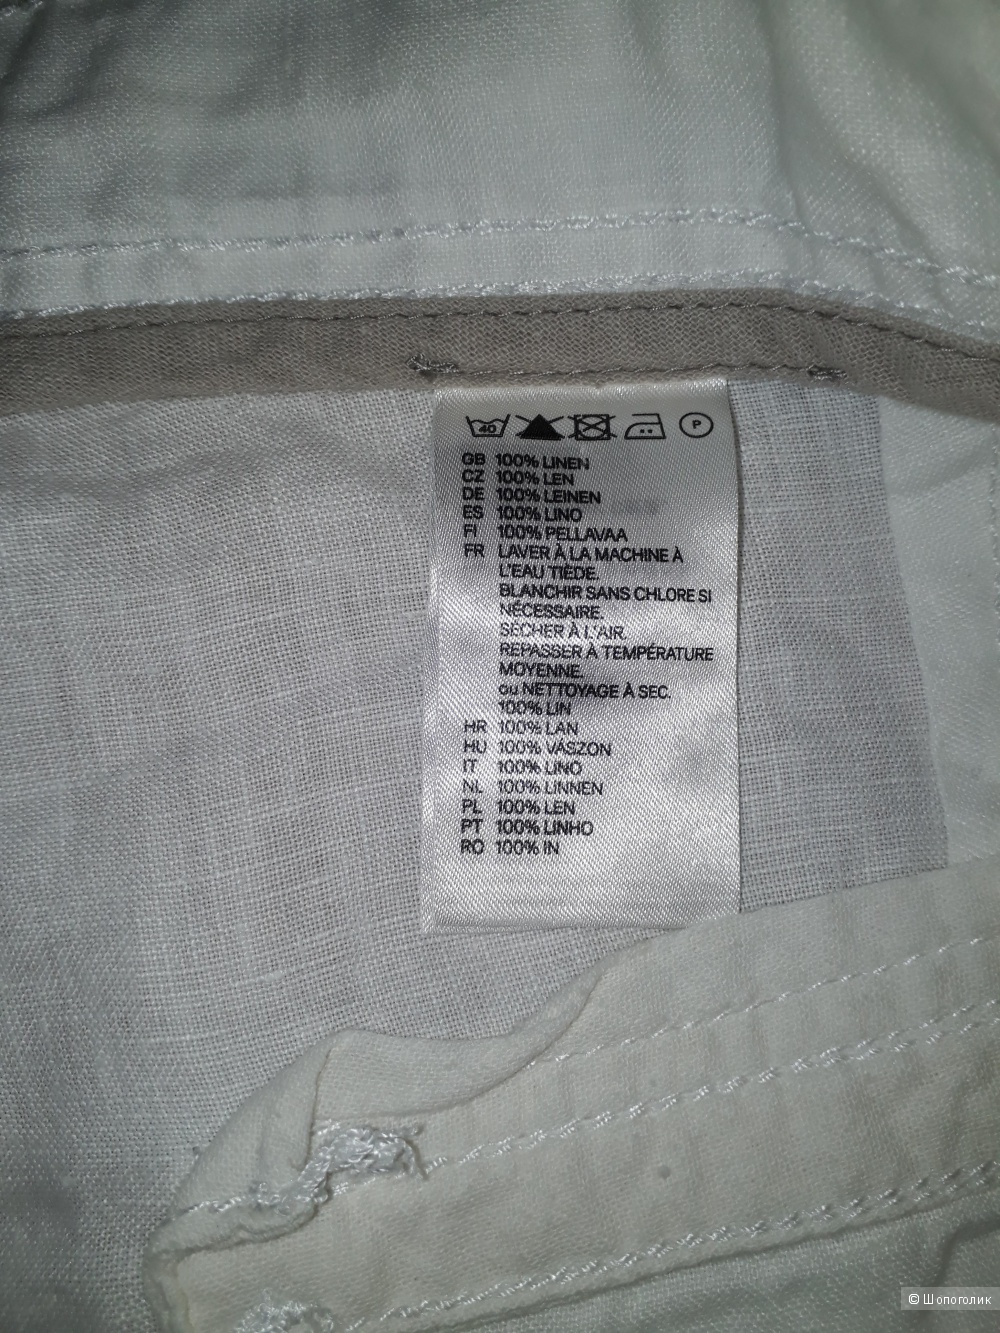 40 P
GB 100% LINEN
CZ 100% LEN
DE 100% LEINEN
ES 100% LINO
FI 100% PELLAVAA
FR LAVER À LA MACHINE À
L'EAU TIÈDE.
BLANCHIR SANS CHLORE SI
NÉCESSAIRE.
SÉCHER À L'AIR.
REPASSER À TEMPÉRATURE
MOYENNE.
ou NETTOYAGE À SEC.
100% LIN
HR 100% LAN
HU 100% VÁSZON
IT 100% LINO
NL 100% LINNEN
PL 100% LEN
PT 100% LINHO
RO 100% IN
© Шопоголик